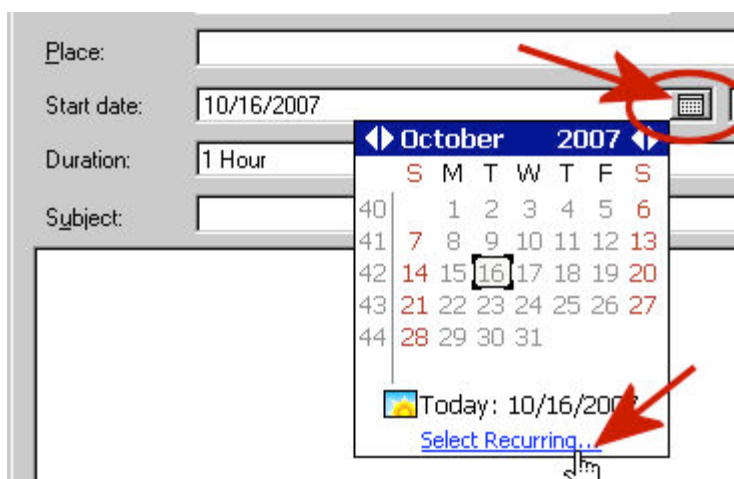 Place:
Start date: 10/16/2007
Duration: 1 Hour
Subject:
October 2007
S M T W T F S
40 1 2 3 4 5 6
41 7 8 9 10 11 12 13
42 14 15 16 17 18 19 20
43 21 22 23 24 25 26 27
44 28 29 30 31
Today: 10/16/2007
Select Recurring...